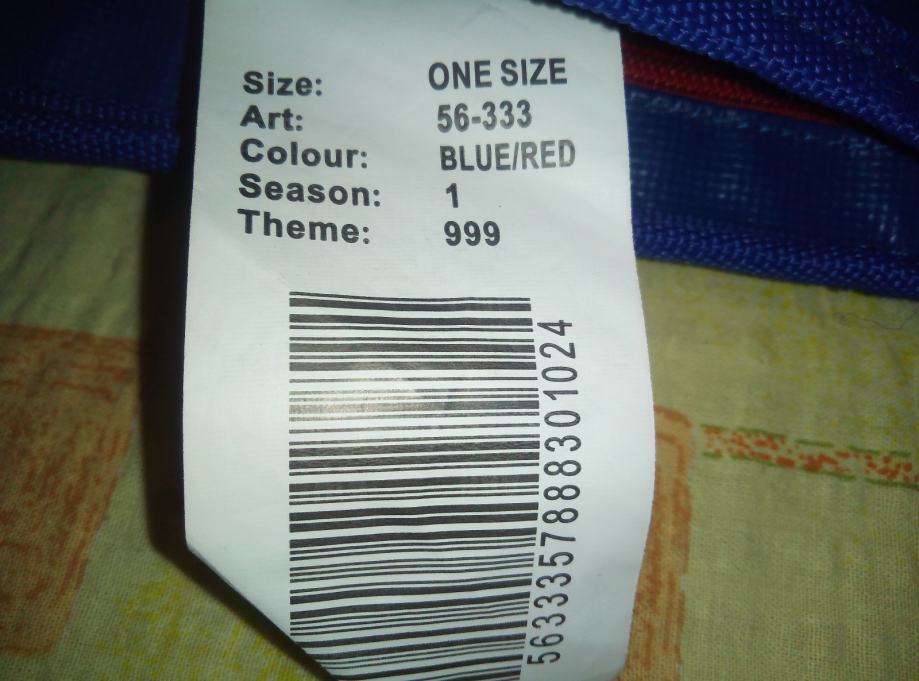 Size: ONE SIZE
Art: 56-333
Colour: BLUE/RED
Season: 1
Theme: 999
5633357888301024